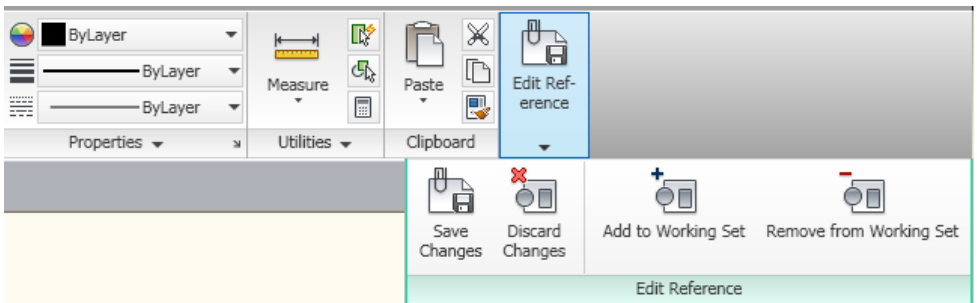 ByLayer
ByLayer
ByLayer
Properties
Measure
Utilities
Paste
Clipboard
Edit Ref-
erence
Save
Changes
Discard
Changes
Add to Working Set
Remove from Working Set
Edit Reference